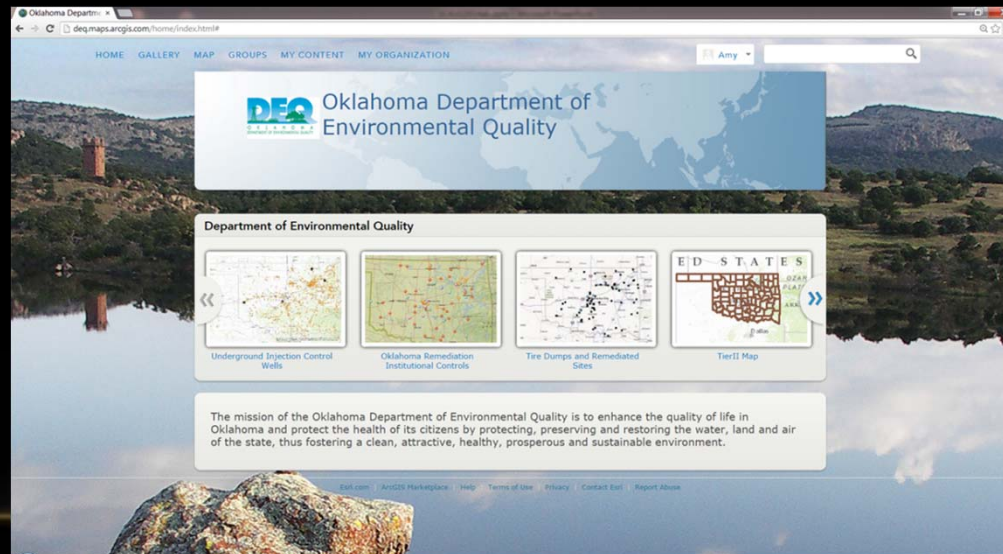 Oklahoma Departme ×
deq.maps.arcgis.com/home/index.html#
HOME GALLERY MAP GROUPS MY CONTENT MY ORGANIZATION
Amy
DEQ
OKLAHOMA
Oklahoma Department of
Environmental Quality
Department of Environmental Quality
ED STATES
Dallas
«
»
Underground Injection Control
Wells
Oklahoma Remediation
Institutional Controls
Tire Dumps and Remediated
Sites
TierII Map
The mission of the Oklahoma Department of Environmental Quality is to enhance the quality of life in
Oklahoma and protect the health of its citizens by protecting, preserving and restoring the water, land and air
of the state, thus fostering a clean, attractive, healthy, prosperous and sustainable environment.
Esri.com ArcGIS Marketplace Help Terms of Use Privacy Contact Esri Report Abuse